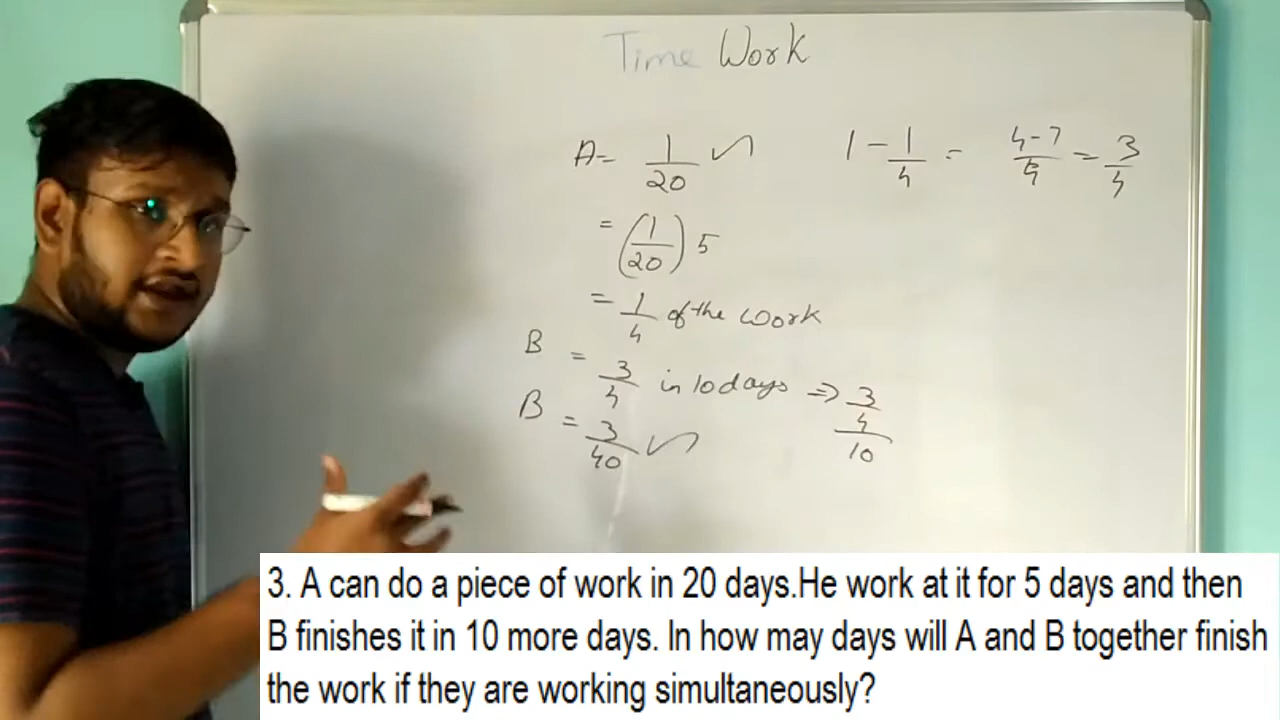 Time Work
A= 1/20
1 - 1/4 = 4-7/4 = 3/4
= (1/20) 5
= 1/4 of the work
B = 3/4 in 10 days ⇒ 3/4/10
B = 3/40
3. A can do a piece of work in 20 days.He work at it for 5 days and then
B finishes it in 10 more days. In how may days will A and B together finish
the work if they are working simultaneously?